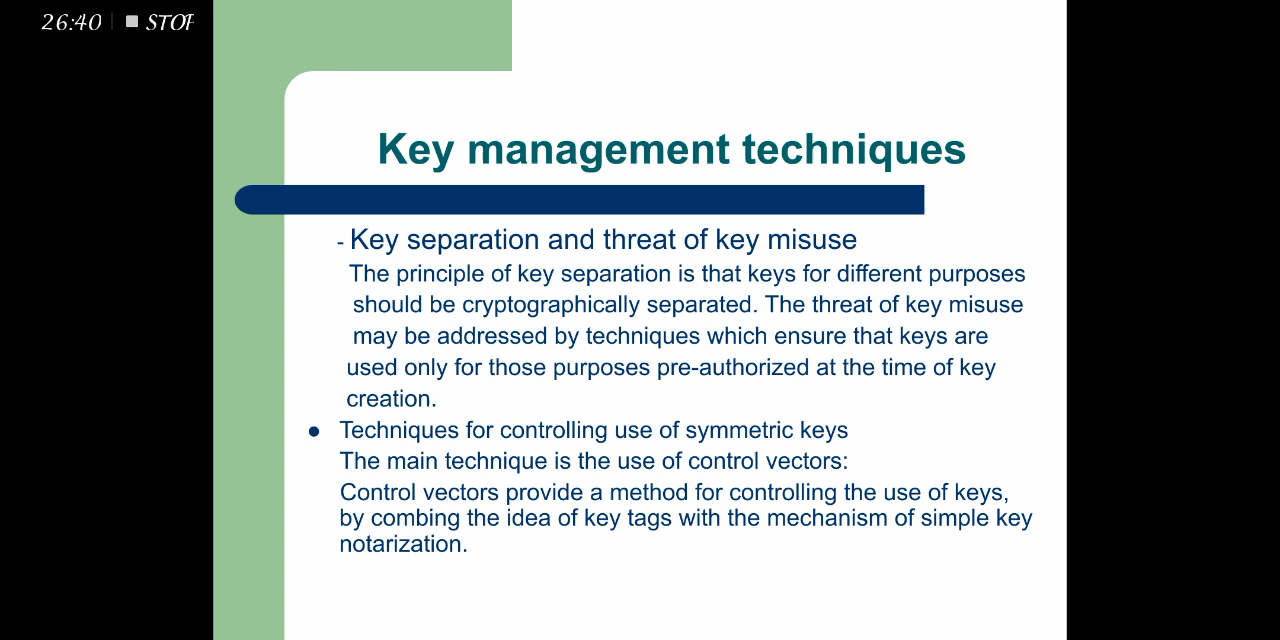 26:40 STOP
Key management techniques
- Key separation and threat of key misuse
The principle of key separation is that keys for different purposes
should be cryptographically separated. The threat of key misuse
may be addressed by techniques which ensure that keys are
used only for those purposes pre-authorized at the time of key
creation.
● Techniques for controlling use of symmetric keys
The main technique is the use of control vectors:
Control vectors provide a method for controlling the use of keys,
by combing the idea of key tags with the mechanism of simple key
notarization.